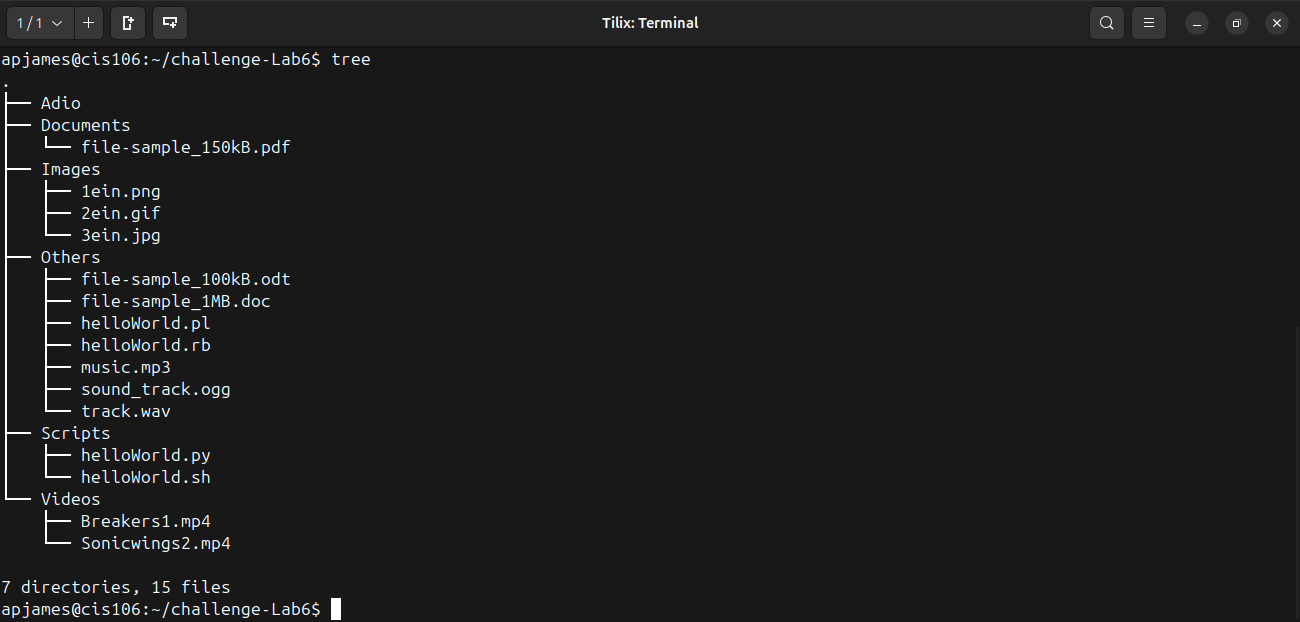 1 / 1
Tilix: Terminal
apjames@cis106:~/challenge-Lab6$ tree
.
├── Adio
├── Documents
│   └── file-sample_150kB.pdf
├── Images
│   ├── 1ein.png
│   ├── 2ein.gif
│   └── 3ein.jpg
├── Others
│   ├── file-sample_100kB.odt
│   ├── file-sample_1MB.doc
│   ├── helloWorld.pl
│   ├── helloWorld.rb
│   ├── music.mp3
│   ├── sound_track.ogg
│   └── track.wav
├── Scripts
│   ├── helloWorld.py
│   └── helloWorld.sh
└── Videos
    ├── Breakers1.mp4
    └── Sonicwings2.mp4
7 directories, 15 files
apjames@cis106:~/challenge-Lab6$